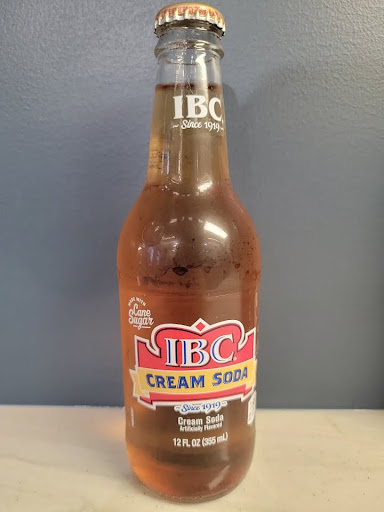 IBC
Since 1919
MADE WITH
Cane
Sugar
IBC
CREAM SODA
Since 1919
Cream Soda
Artificially Flavored
12 FL OZ (355 mL)